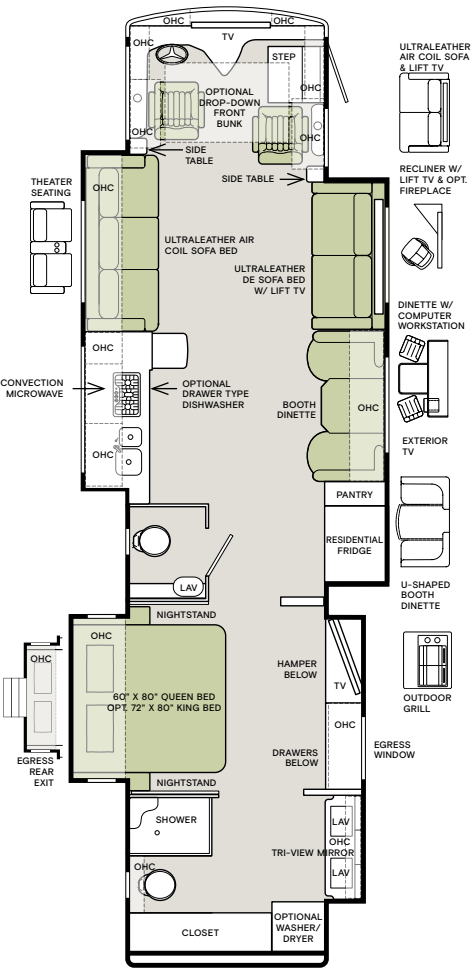 OHC
OHC
TV
OHC
STEP
OHC
OPTIONAL
DROP-DOWN
FRONT
BUNK
OHC
OHC
SIDE
TABLE
SIDE TABLE
ULTRALEATHER
AIR COIL SOFA
& LIFT TV
RECLINER W/
LIFT TV & OPT.
FIREPLACE
THEATER
SEATING
OHC
ULTRALEATHER AIR
COIL SOFA BED
ULTRALEATHER
DE SOFA BED
W/ LIFT TV
DINETTE W/
COMPUTER
WORKSTATION
OHC
CONVECTION
MICROWAVE
OPTIONAL
DRAWER TYPE
DISHWASHER
BOOTH
DINETTE
OHC
OHC
EXTERIOR
TV
PANTRY
RESIDENTIAL
FRIDGE
LAV
U-SHAPED
BOOTH
DINETTE
NIGHTSTAND
OHC
OHC
60" X 80" QUEEN BED
OPT. 72" X 80" KING BED
HAMPER
BELOW
TV
OUTDOOR
GRILL
OHC
EGRESS
REAR
EXIT
DRAWERS
BELOW
EGRESS
WINDOW
NIGHTSTAND
SHOWER
LAV
OHC
TRI-VIEW MIRROR
LAV
OHC
CLOSET
OPTIONAL
WASHER/
DRYER